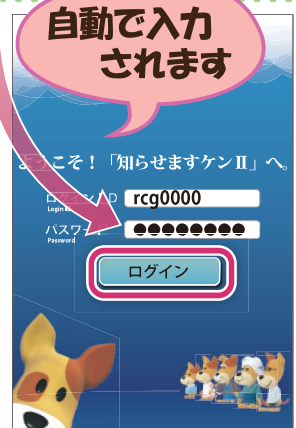 自動で入力
されます
ようこそ！「知らせますケンⅡ」へ。
ログインID rcg0000
Login ID
パスワード ●●●●●●●●
Password
ログイン